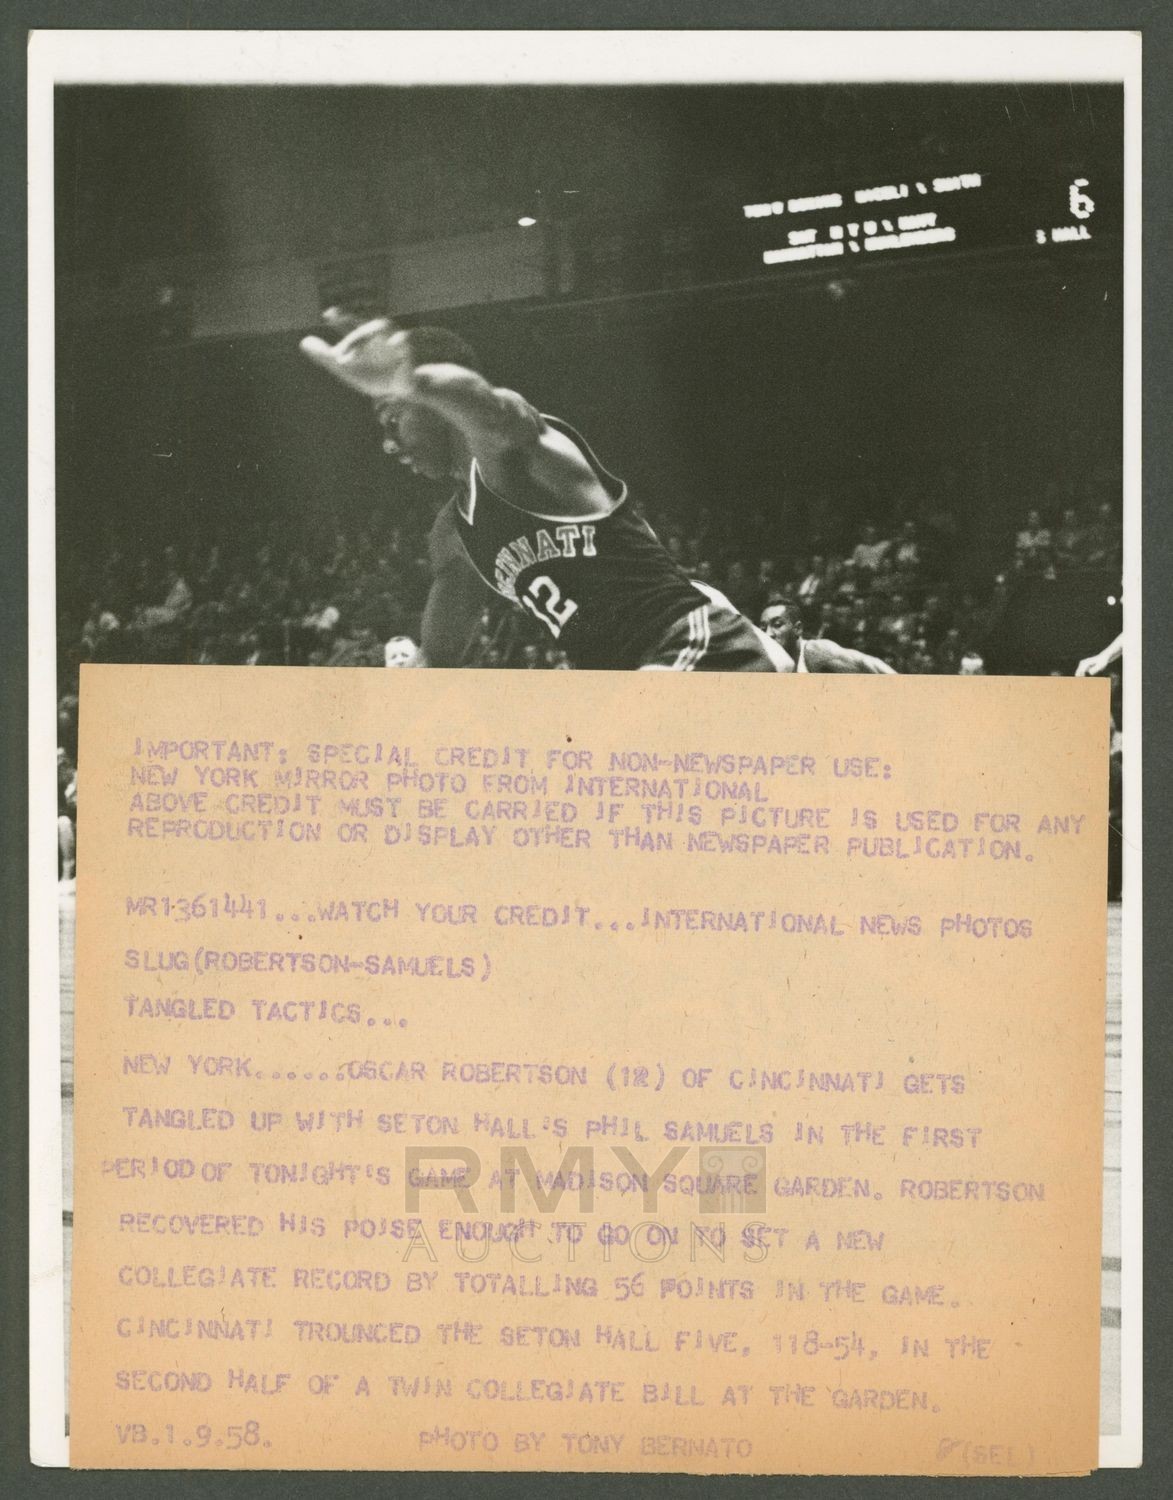 6
S HALL
CINNATI
12
IMPORTANT: SPECIAL CREDIT FOR NON-NEWSPAPER USE:
NEW YORK MIRROR PHOTO FROM INTERNATIONAL
ABOVE CREDIT MUST BE CARRIED IF THIS PICTURE IS USED FOR ANY
REPRODUCTION OR DISPLAY OTHER THAN NEWSPAPER PUBLICATION.
MR1-361441...WATCH YOUR CREDIT...INTERNATIONAL NEWS PHOTOS
SLUG(ROBERTSON-SAMUELS)
TANGLED TACTICS...
NEW YORK......OSCAR ROBERTSON (12) OF CINCINNATI GETS
TANGLED UP WITH SETON HALL'S PHIL SAMUELS IN THE FIRST
PERIOD OF TONIGHT'S GAME AT MADISON SQUARE GARDEN. ROBERTSON
RECOVERED HIS POISE ENOUGH TO GO ON TO SET A NEW
COLLEGIATE RECORD BY TOTALLING 56 POINTS IN THE GAME.
CINCINNATI TROUNCED THE SETON HALL FIVE, 118-54, IN THE
SECOND HALF OF A TWIN COLLEGIATE BILL AT THE GARDEN.
VB.1.9.58. PHOTO BY TONY BERNATO (SEL)
RMY
AUCTIONS